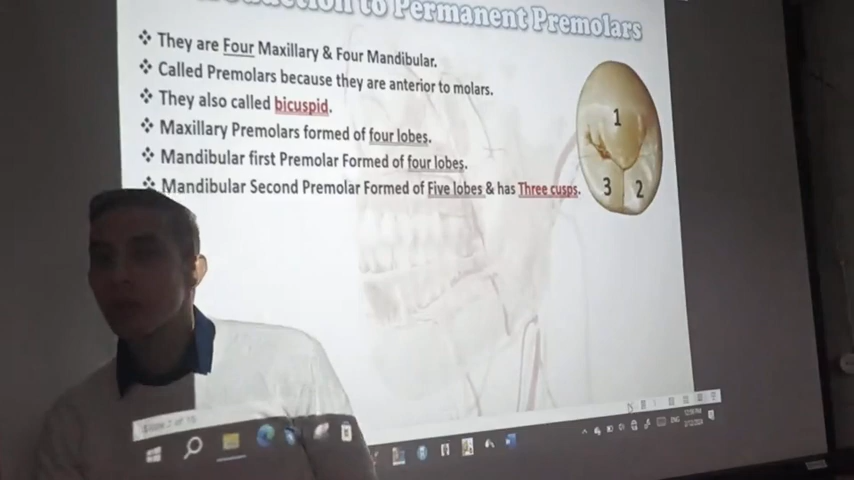 to Permanent Premolars
❖ They are Four Maxillary & Four Mandibular.
❖ Called Premolars because they are anterior to molars.
❖ They also called bicuspid.
❖ Maxillary Premolars formed of four lobes.
❖ Mandibular first Premolar Formed of four lobes.
❖ Mandibular Second Premolar Formed of Five lobes & has Three cusps.
1
3 2
ENG